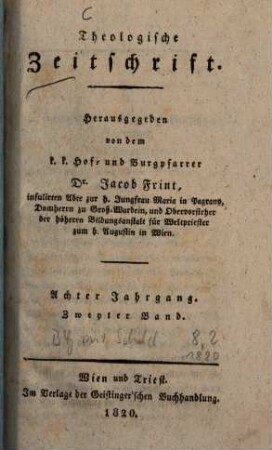 C
Theologische
Zeitschrift.
Herausgegeben
von dem
k. k. Hof- und Burgpfarrer
Dr. Jacob Frint,
infulirten Abte zur h. Jungfrau Maria in Pagrany,
Domherrn zu Groß-Wardein, und Obervorsteher
der höheren Bildungsanstalt für Weltpriester
zum h. Augustin in Wien.
Achter Jahrgang.
Zweyter Band.
8,2
1820
Wien und Triest.
Im Verlage der Geistinger'schen Buchhandlung.
1820.